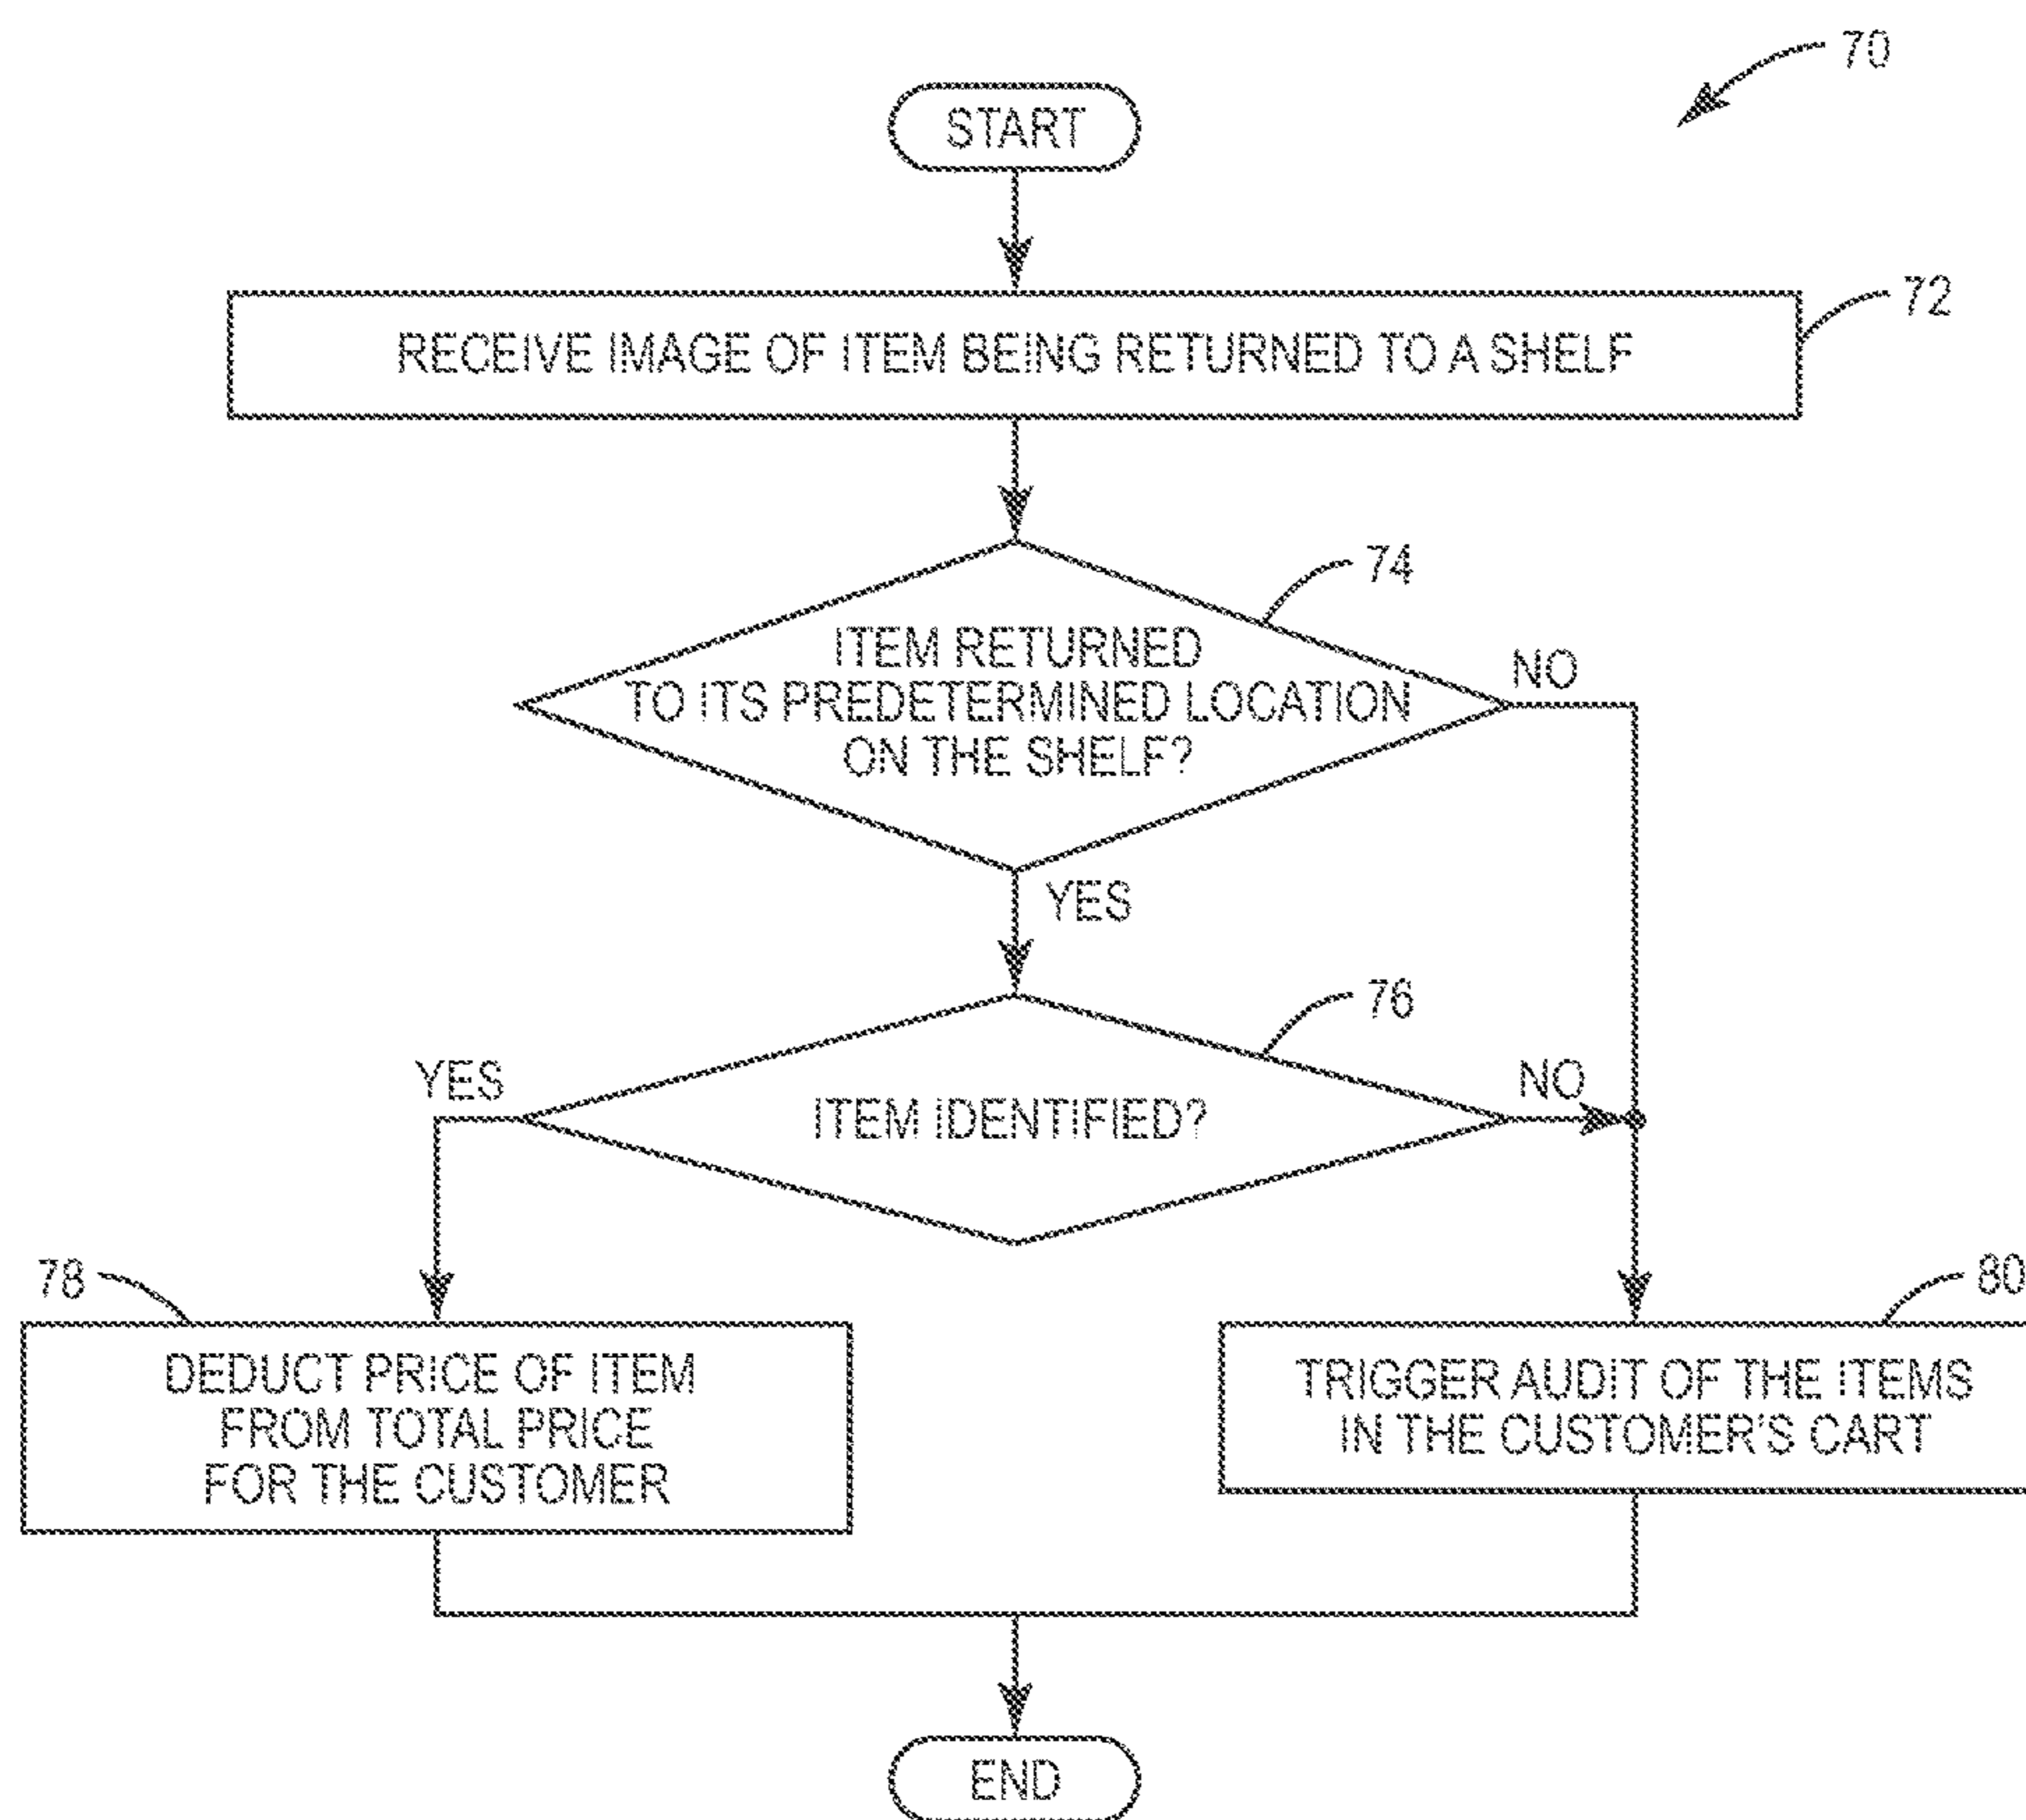 70
START
72
RECEIVE IMAGE OF ITEM BEING RETURNED TO A SHELF
74
ITEM RETURNED
TO ITS PREDETERMINED LOCATION
ON THE SHELF?
NO
YES
76
YES
ITEM IDENTIFIED?
NO
78
DEDUCT PRICE OF ITEM
FROM TOTAL PRICE
FOR THE CUSTOMER
80
TRIGGER AUDIT OF THE ITEMS
IN THE CUSTOMER'S CART
END